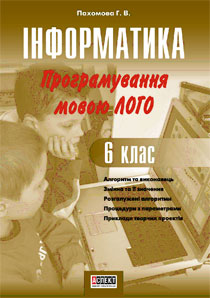 Пахомова Г. В.
ІНФОРМАТИКА
Програмування
мовою ЛОГО
6 клас
Алгоритм та виконавець
Змінна та її значення
Розгалужені алгоритми
Процедури з параметрами
Приклади творчих проектів
АСПЕКТ